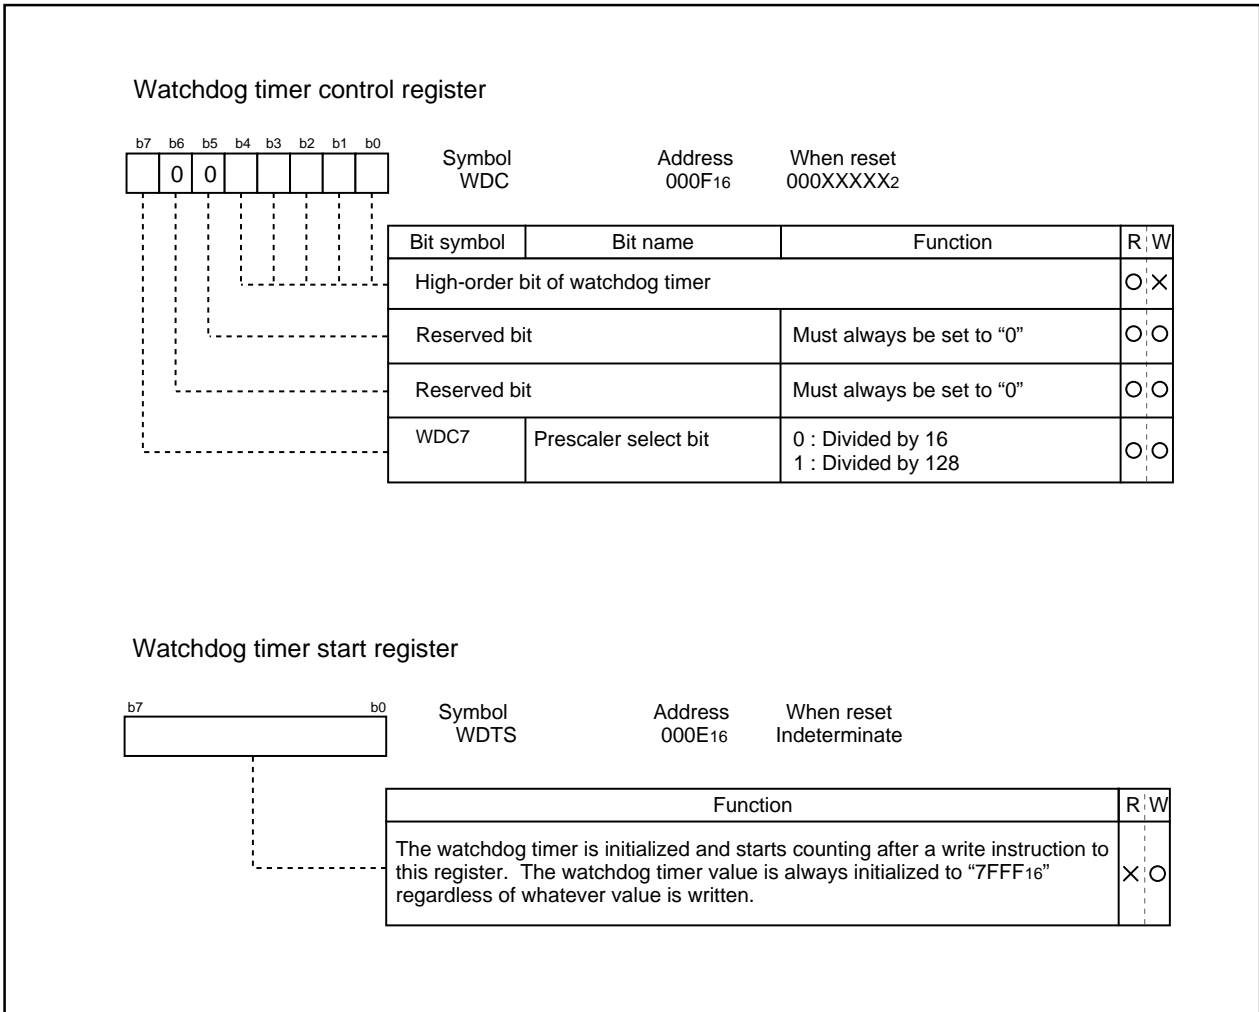 Watchdog timer control register
b7 b6 b5 b4 b3 b2 b1 b0
0 0
Symbol Address When reset
WDC 000F16 000XXXXX2
Bit symbol Bit name Function R W
High-order bit of watchdog timer
Reserved bit Must always be set to “0”
Reserved bit Must always be set to “0”
WDC7 Prescaler select bit 0 : Divided by 16
1 : Divided by 128
Watchdog timer start register
b7 b0
Symbol Address When reset
WDTS 000E16 Indeterminate
Function R W
The watchdog timer is initialized and starts counting after a write instruction to
this register. The watchdog timer value is always initialized to “7FFF16”
regardless of whatever value is written.